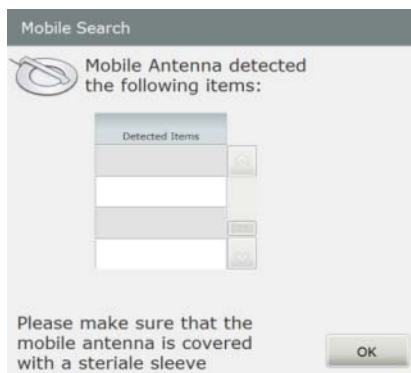 Mobile Search
Mobile Antenna detected
the following items:
Detected Items
Please make sure that the
mobile antenna is covered
with a steriale sleeve
OK